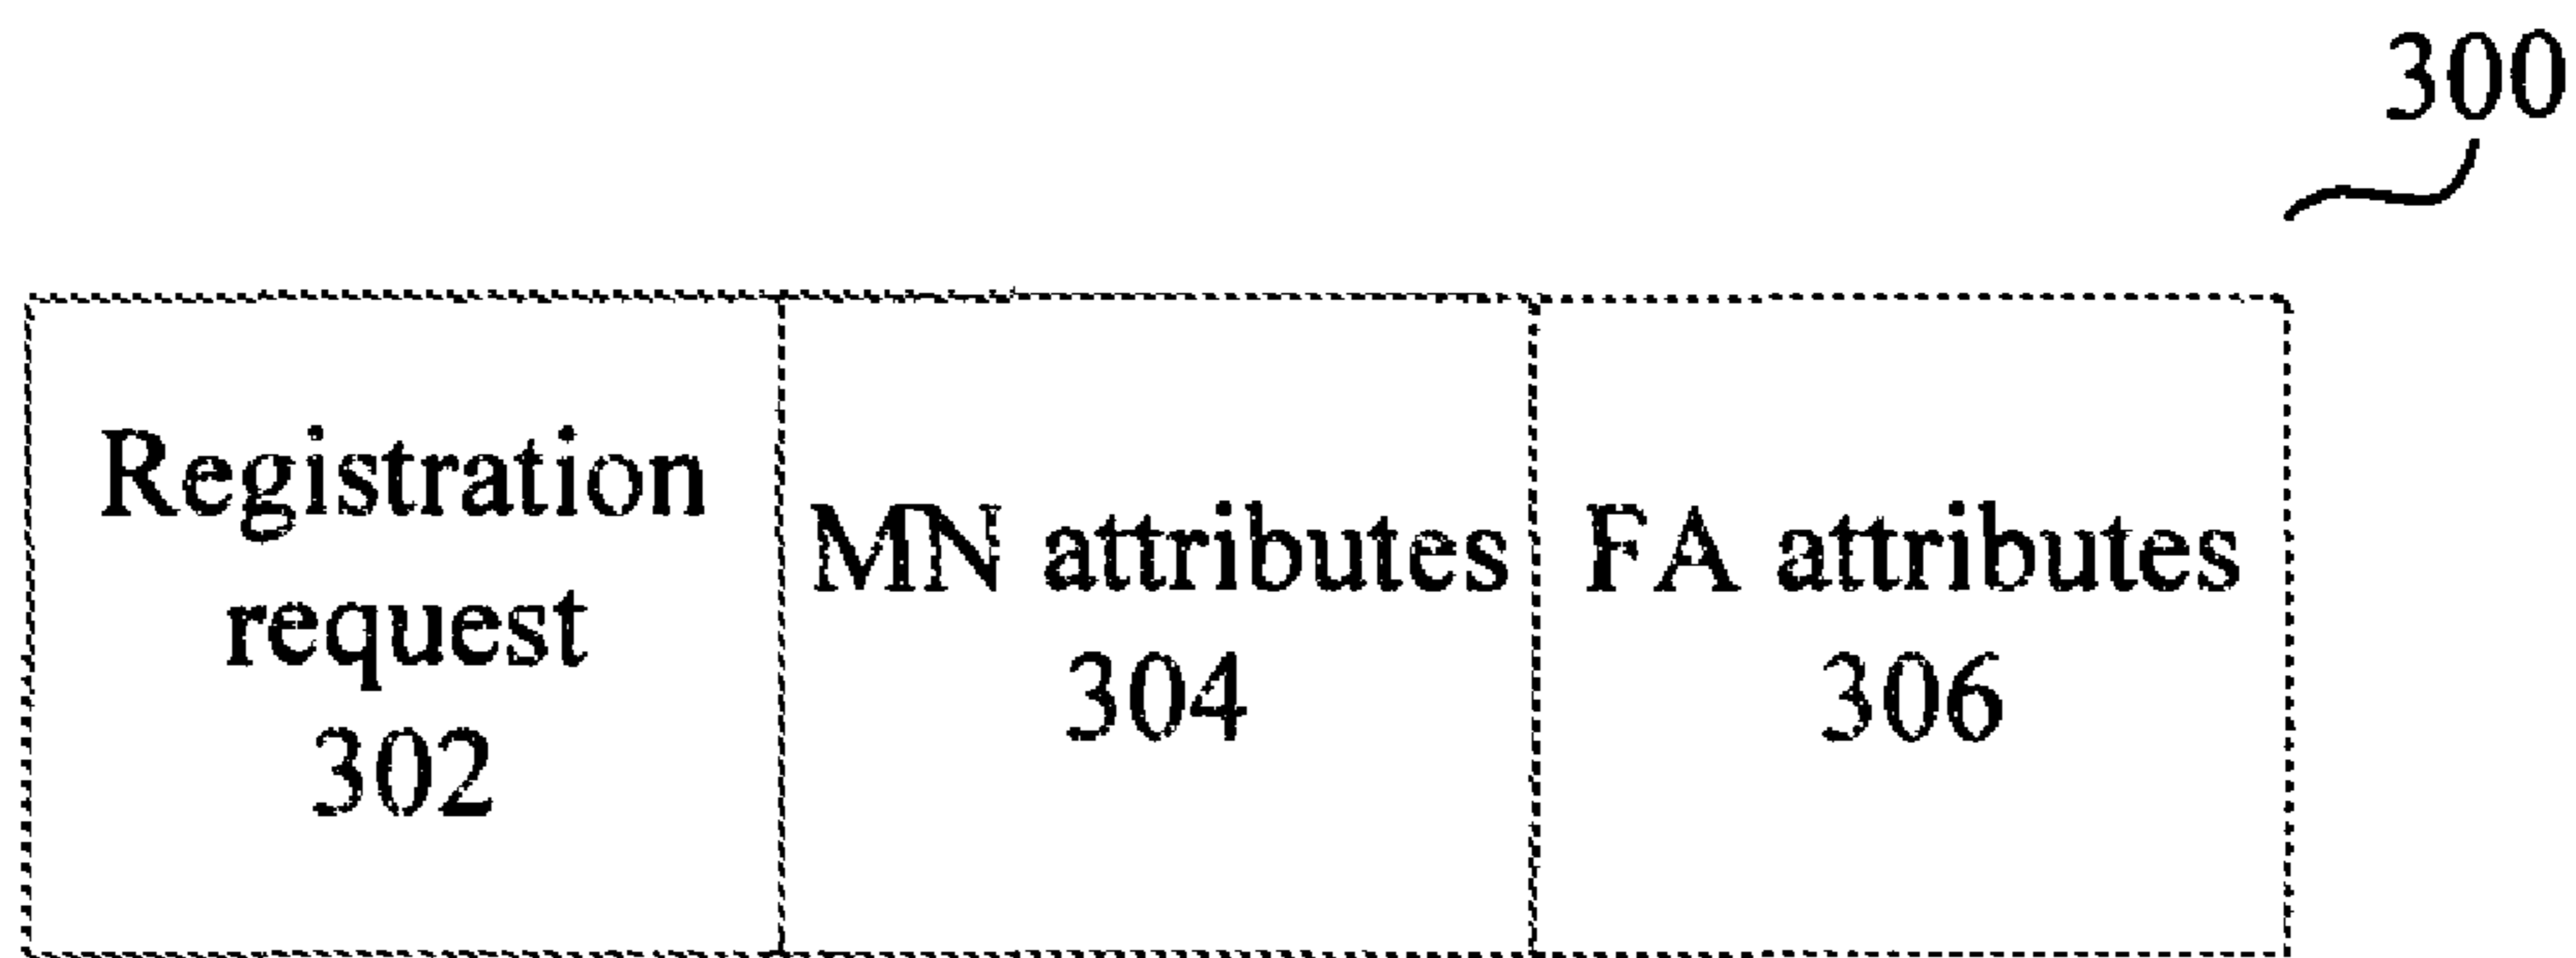 300
Registration
request
302
MN attributes
304
FA attributes
306